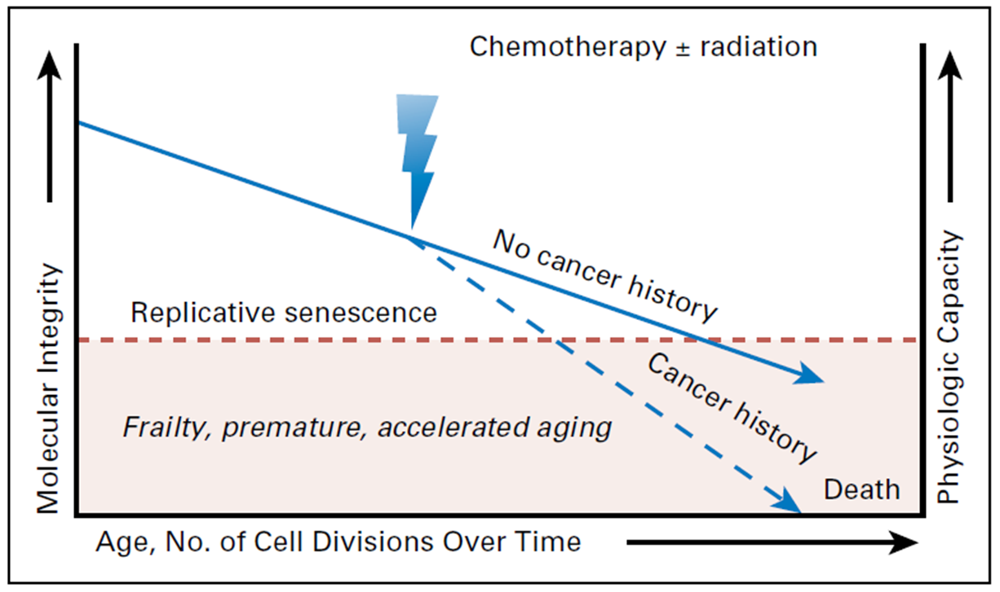 Chemotherapy ± radiation
Molecular Integrity
Physiologic Capacity
No cancer history
Replicative senescence
Cancer history
Frailty, premature, accelerated aging
Death
Age, No. of Cell Divisions Over Time